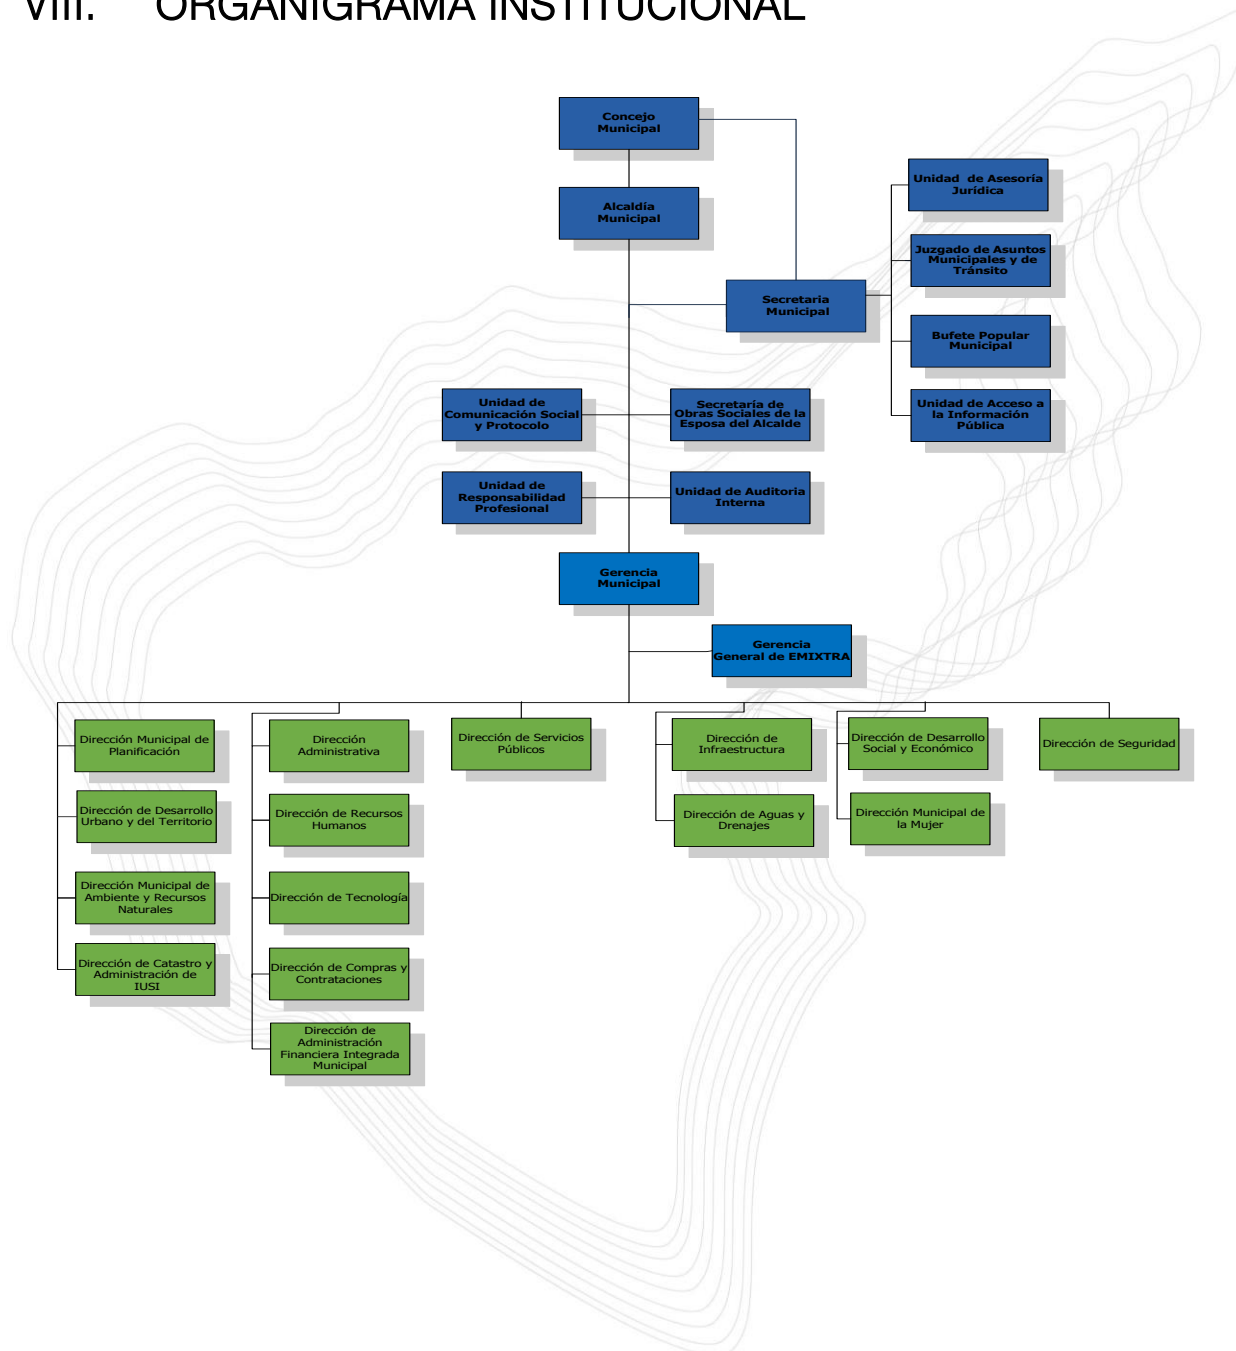 VIII. ORGANIGRAMA INSTITUCIONAL
Concejo
Municipal
Alcaldía
Municipal
Secretaria
Municipal
Unidad de Asesoría
Jurídica
Juzgado de Asuntos
Municipales y de
Tránsito
Bufete Popular
Municipal
Unidad de Acceso a
la Información
Pública
Unidad de
Comunicación Social
y Protocolo
Secretaría de
Obras Sociales de la
Esposa del Alcalde
Unidad de
Responsabilidad
Profesional
Unidad de Auditoria
Interna
Gerencia
Municipal
Gerencia
General de EMIXTRA
Dirección Municipal de
Planificación
Dirección de Desarrollo
Urbano y del Territorio
Dirección Municipal de
Ambiente y Recursos
Naturales
Dirección de Catastro y
Administración de
IUSI
Dirección
Administrativa
Dirección de Recursos
Humanos
Dirección de Tecnología
Dirección de Compras y
Contrataciones
Dirección de
Administración
Financiera Integrada
Municipal
Dirección de Servicios
Públicos
Dirección de
Infraestructura
Dirección de Aguas y
Drenajes
Dirección de Desarrollo
Social y Económico
Dirección Municipal de
la Mujer
Dirección de Seguridad